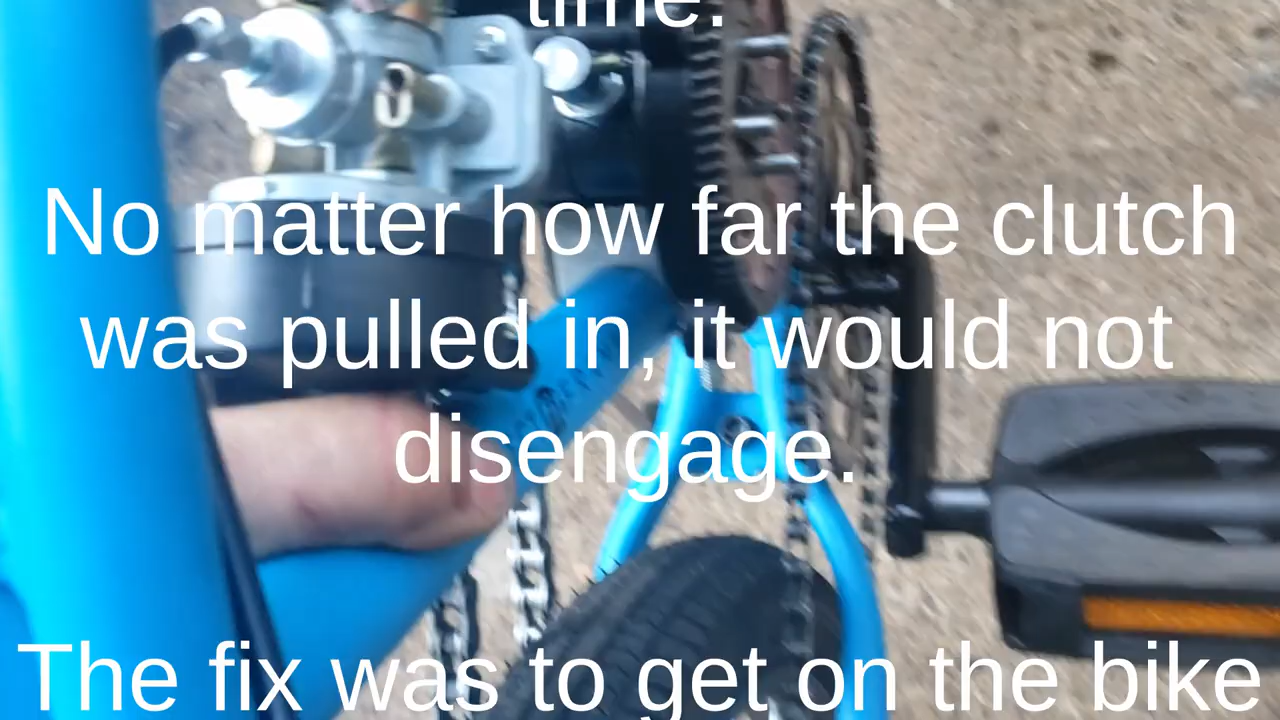 time.
No matter how far the clutch
was pulled in, it would not
disengage.
The fix was to get on the bike